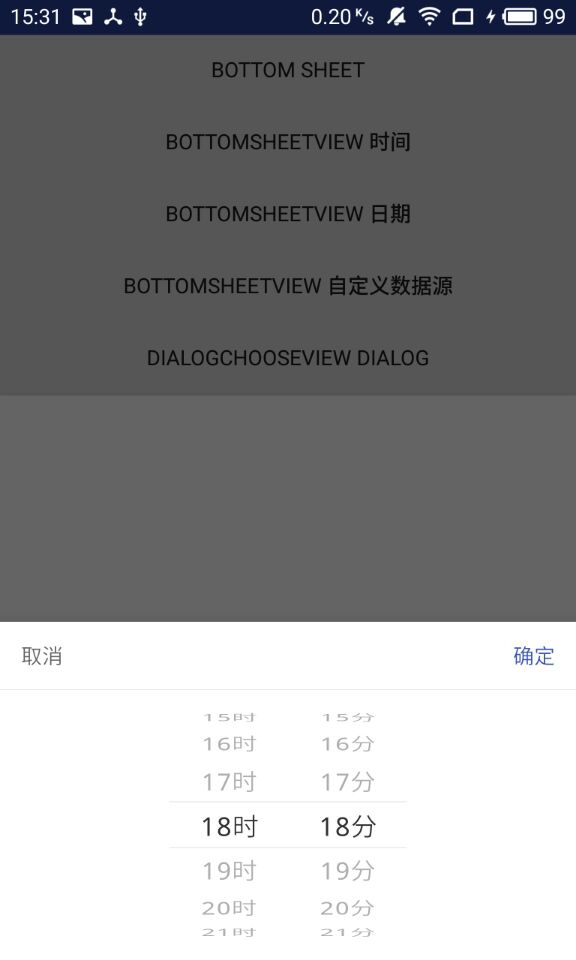 15:31 0.20 K/s 99
BOTTOM SHEET
BOTTOMSHEETVIEW 时间
BOTTOMSHEETVIEW 日期
BOTTOMSHEETVIEW 自定义数据源
DIALOGCHOOSEVIEW DIALOG
取消 确定
15时 15分
16时 16分
17时 17分
18时 18分
19时 19分
20时 20分
21时 21分